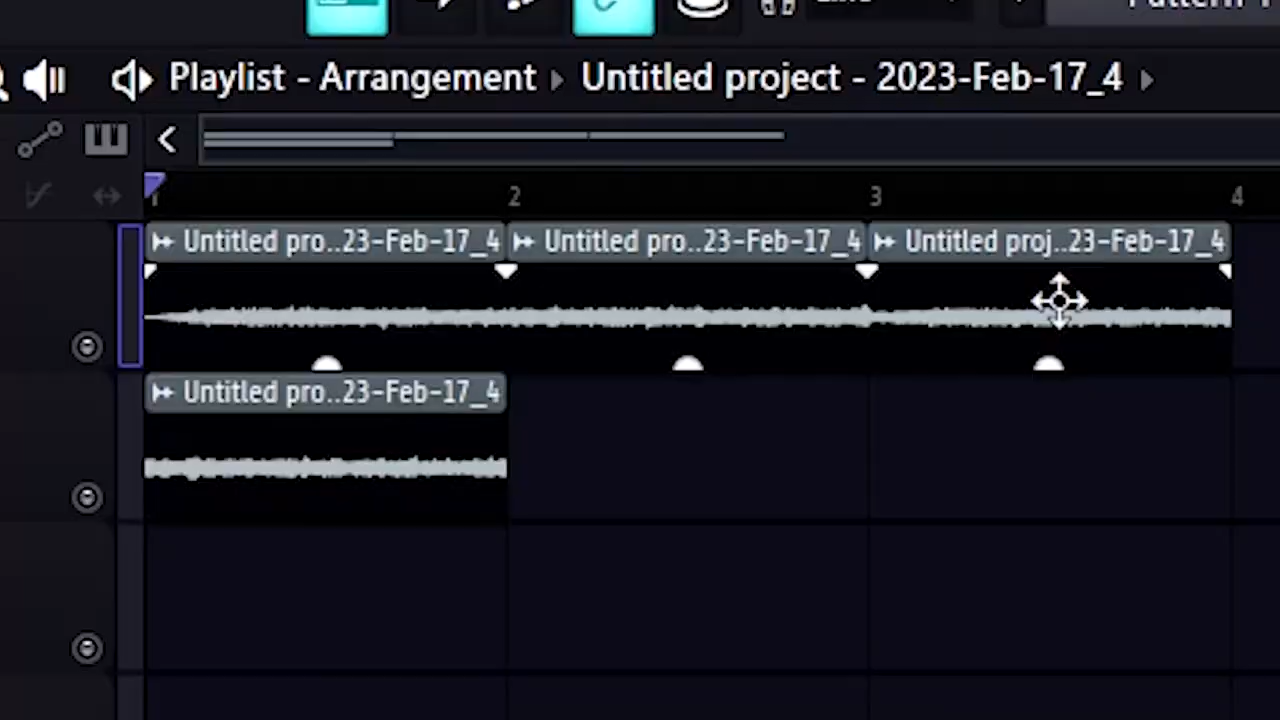 Playlist - Arrangement Untitled project - 2023-Feb-17_4
1 2 3 4
Untitled pro..23-Feb-17_4 Untitled pro..23-Feb-17_4 Untitled proj..23-Feb-17_4
Untitled pro..23-Feb-17_4